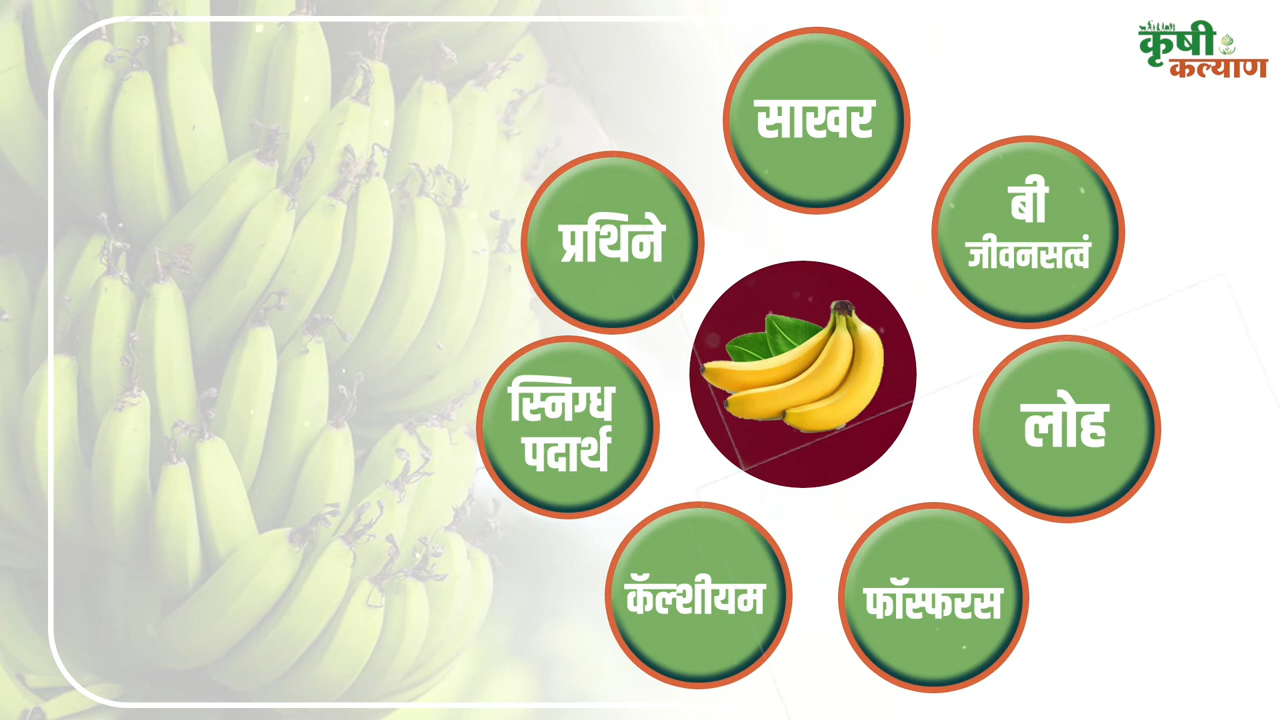 कृषी
कल्याण
साखर
प्रथिने
बी
जीवनसत्वं
स्निग्ध
पदार्थ
लोह
कॅल्शीयम
फॉस्फरस